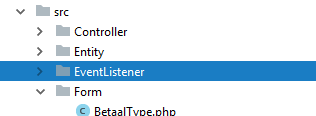 src
Controller
Entity
EventListener
Form
BetaalType.php